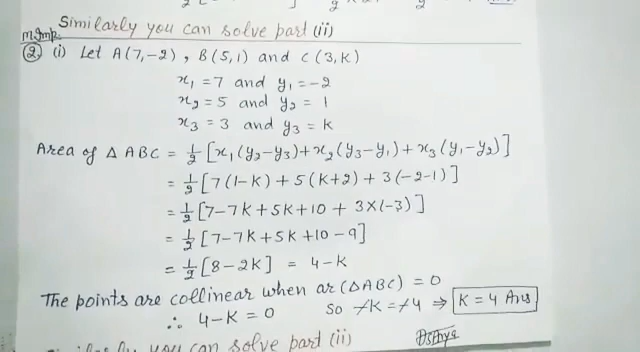 Similarly you can solve part (ii)
m.Imp.
(2) (i) Let A(7,-2), B(5,1) and C(3,K)
x₁ = 7 and y₁ = -2
x₂ = 5 and y₂ = 1
x₃ = 3 and y₃ = K
Area of Δ ABC = 1/2 [x₁(y₂-y₃)+x₂(y₃-y₁)+x₃(y₁-y₂)]
= 1/2 [7(1-K) + 5(K+2) + 3(-2-1)]
= 1/2 [7-7K+5K+10 + 3×(-3)]
= 1/2 [7-7K+5K+10-9]
= 1/2 [8-2K] = 4-K
The points are collinear when ar(ΔABC) = 0
∴ 4-K = 0 So -K = -4 ⇒ K = 4 Ans
you can solve part (ii)